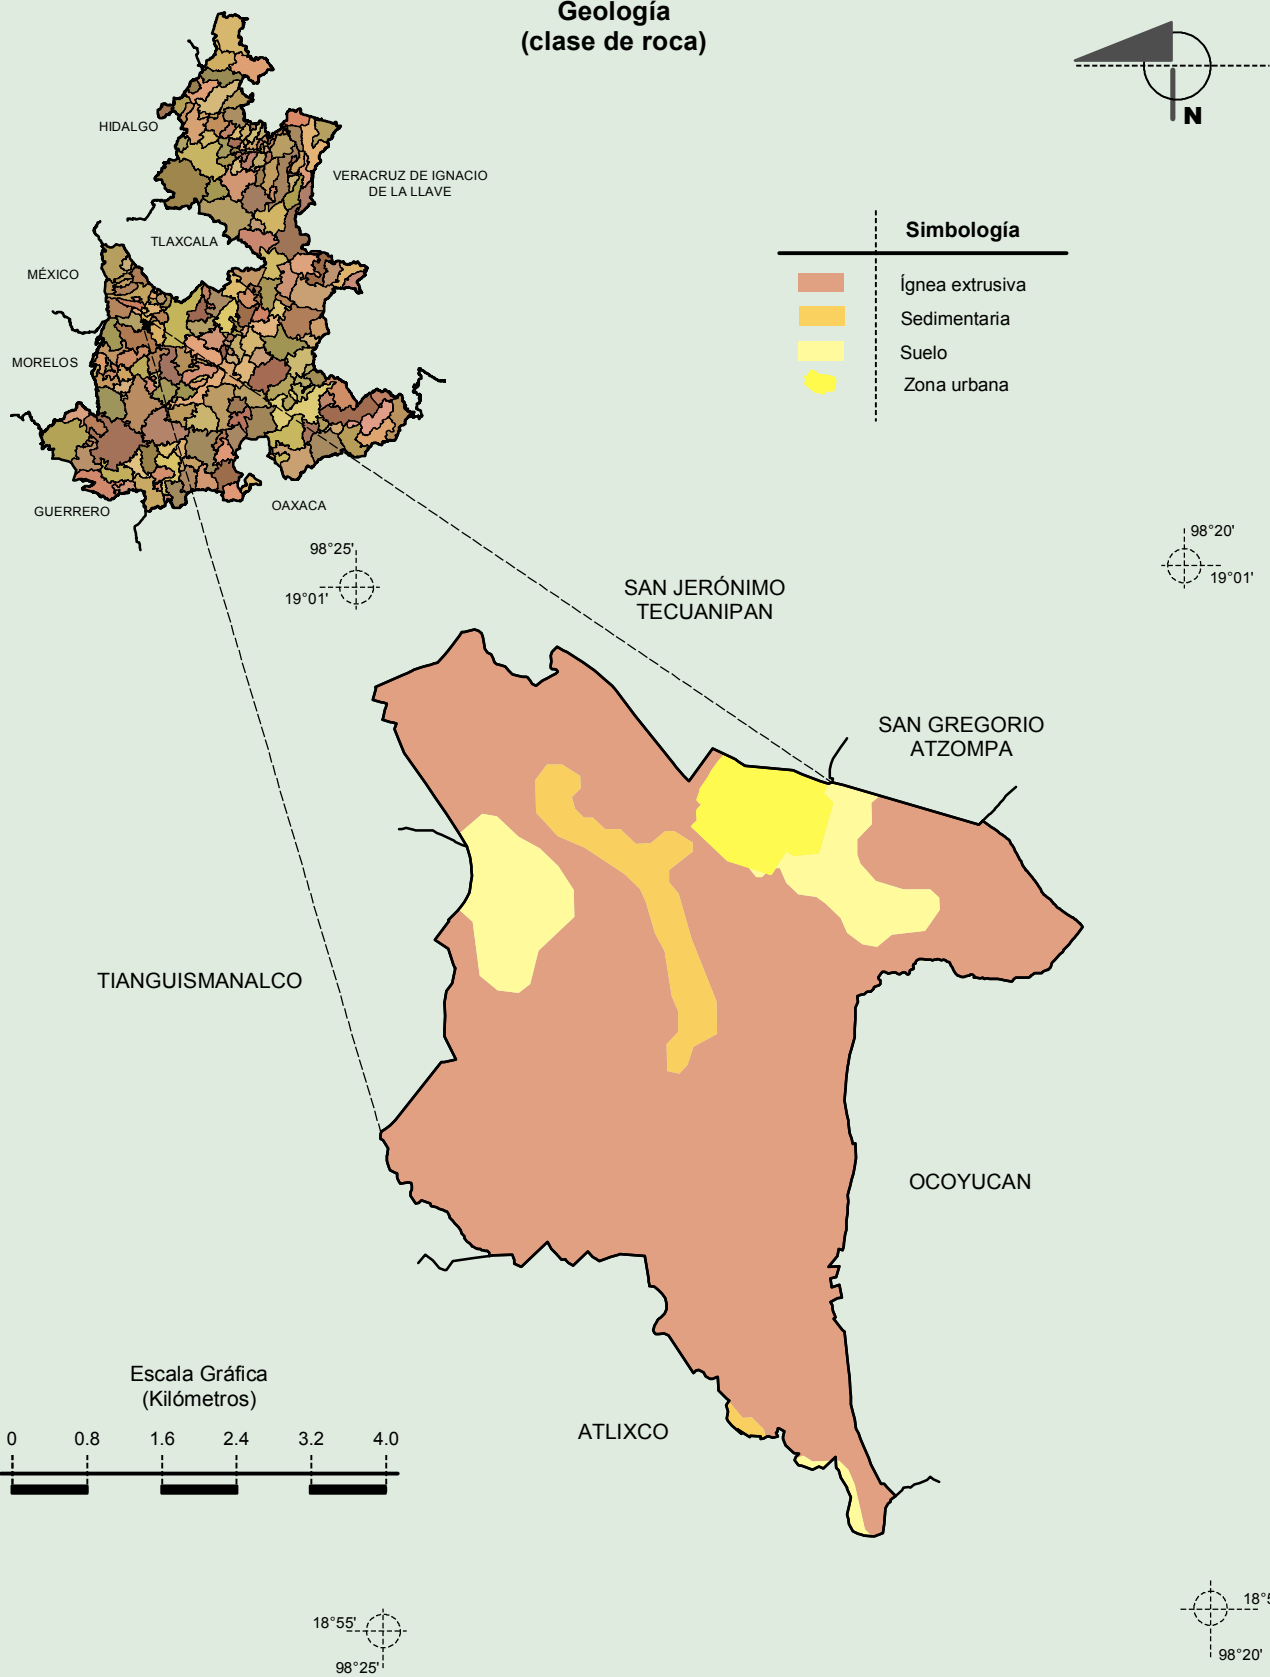 Geología
(clase de roca)
N
HIDALGO
VERACRUZ DE IGNACIO
DE LA LLAVE
TLAXCALA
MÉXICO
MORELOS
GUERRERO
OAXACA
Simbología
Ígnea extrusiva
Sedimentaria
Suelo
Zona urbana
98°25'
19°01'
98°20'
19°01'
SAN JERÓNIMO
TECUANIPAN
SAN GREGORIO
ATZOMPA
TIANGUISMANALCO
OCOYUCAN
ATLIXCO
Escala Gráfica
(Kilómetros)
0 0.8 1.6 2.4 3.2 4.0
18°55'
98°25'
98°20'